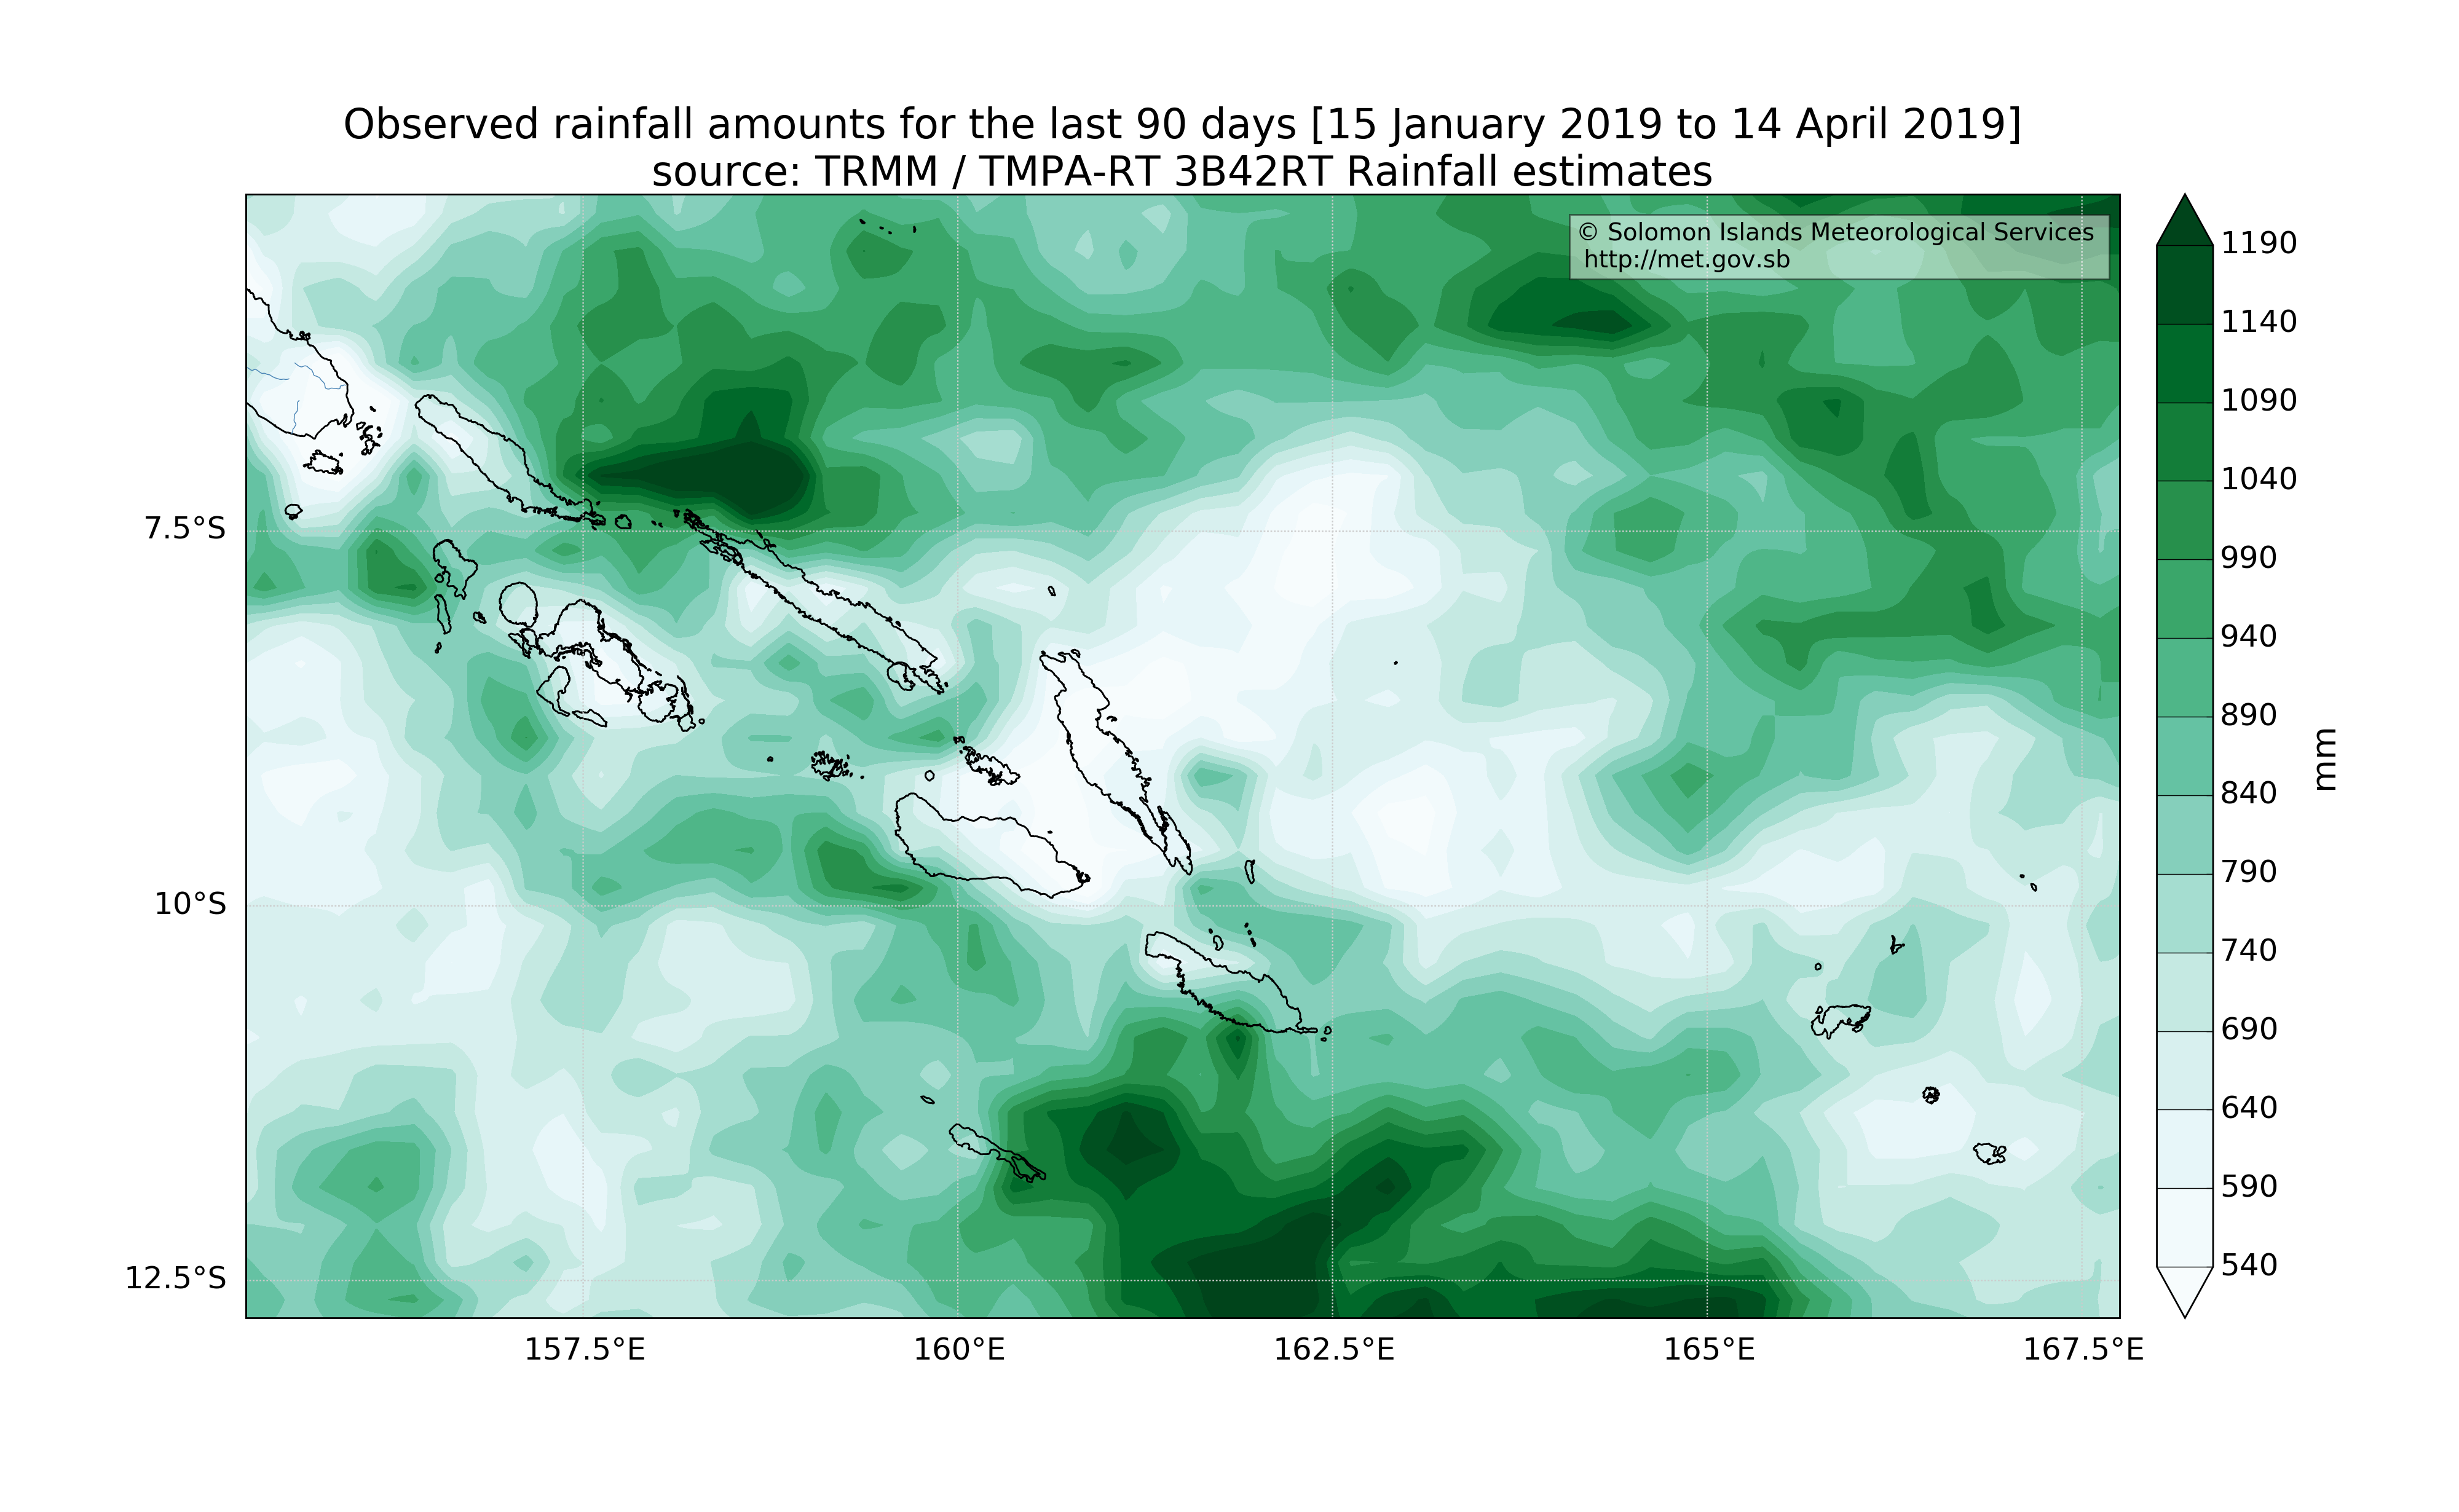 Observed rainfall amounts for the last 90 days [15 January 2019 to 14 April 2019]
source: TRMM / TMPA-RT 3B42RT Rainfall estimates
© Solomon Islands Meteorological Services
http://met.gov.sb
7.5°S
10°S
12.5°S
157.5°E
160°E
162.5°E
165°E
167.5°E
1190
1140
1090
1040
990
940
890
840
790
740
690
640
590
540
mm